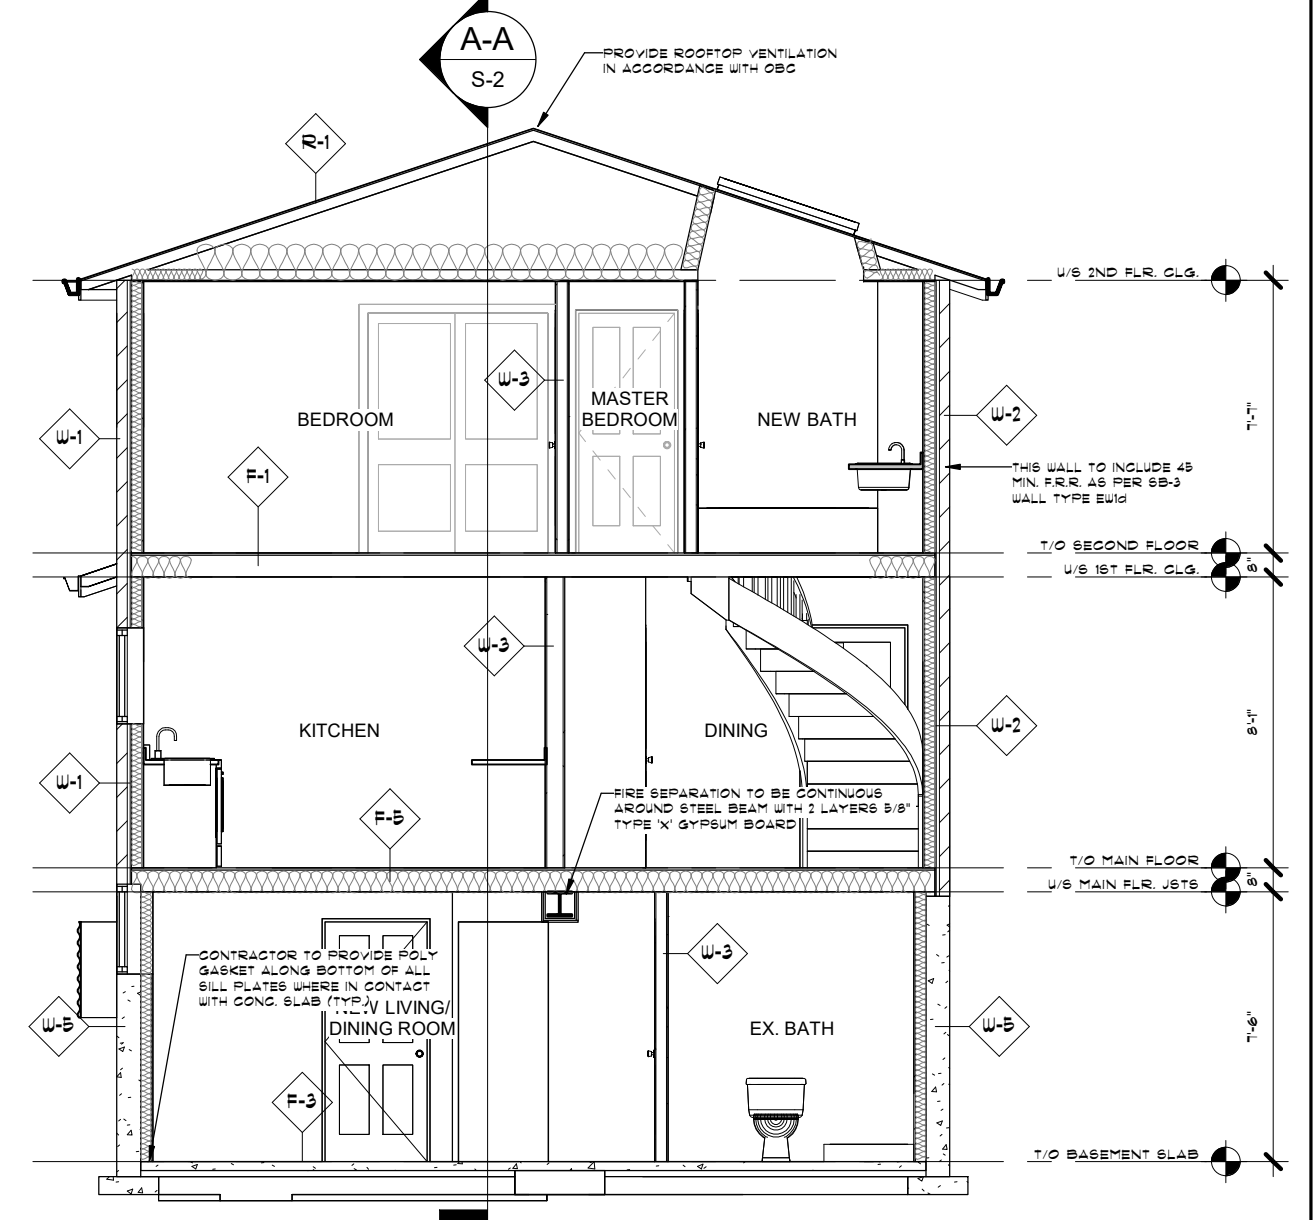 A-A
S-2
PROVIDE ROOFTOP VENTILATION
IN ACCORDANCE WITH OBC
R-1
U/S 2ND FLR. CLG.
W-3
MASTER
BEDROOM
BEDROOM
NEW BATH
W-1
W-2
7'-7"
F-1
THIS WALL TO INCLUDE 45
MIN. F.R.R. AS PER SB-3
WALL TYPE EW1d
T/O SECOND FLOOR
U/S 1ST FLR. CLG.
8"
W-3
KITCHEN
DINING
W-2
8'-1"
W-1
F-5
FIRE SEPARATION TO BE CONTINUOUS
AROUND STEEL BEAM WITH 2 LAYERS 5/8"
TYPE 'X' GYPSUM BOARD
T/O MAIN FLOOR
U/S MAIN FLR. JSTS
8"
CONTRACTOR TO PROVIDE POLY
GASKET ALONG BOTTOM OF ALL
SILL PLATES WHERE IN CONTACT
WITH CONC. SLAB (TYP.)
W-3
NEW LIVING/
DINING ROOM
EX. BATH
W-5
W-5
7'-6"
F-3
T/O BASEMENT SLAB